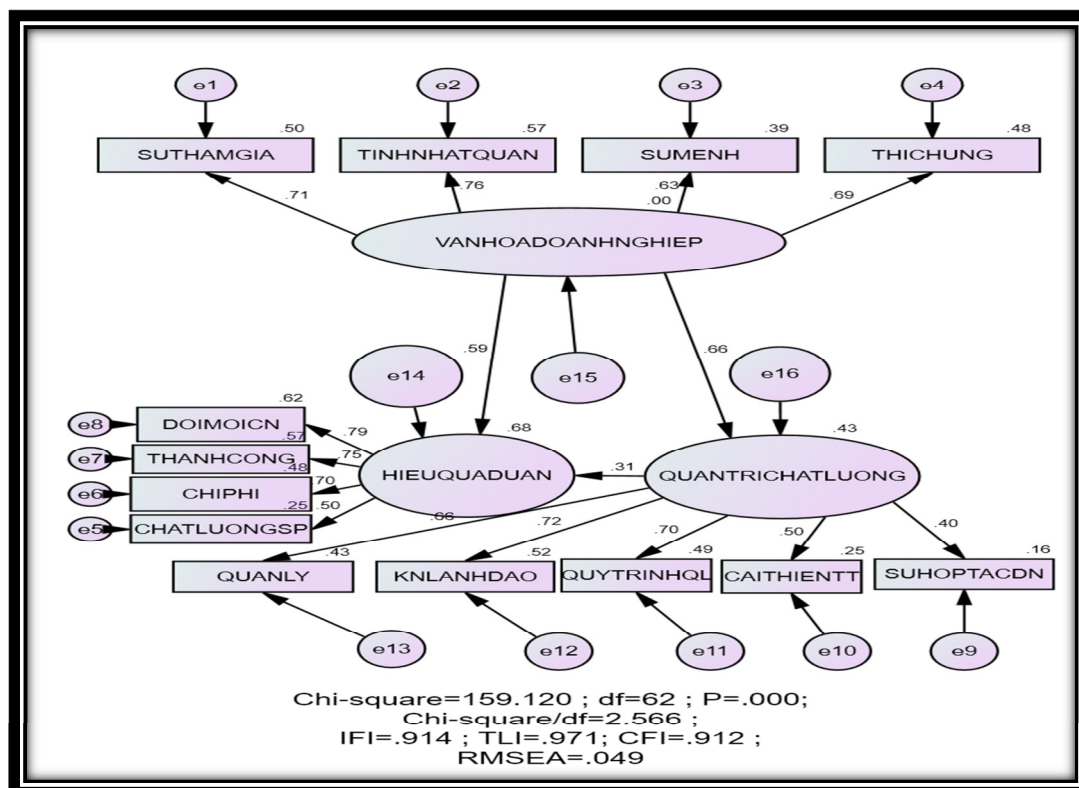 e1
e2
e3
e4
.50
.57
.39
.48
SUTHAMGIA
TINHNHATQUAN
SUMENH
THICHUNG
.71
.76
.63
.69
.00
VANHOADOANHNGHIEP
.59
.66
e14
e15
e16
.62
e8
DOIMOICN
.79
.68
.43
.57
e7
THANHCONG
.75
HIEUQUADUAN
.31
QUANTRICHATLUONG
.48
e6
CHIPHI
.70
.25
.50
e5
CHATLUONGSP
.66
.72
.70
.50
.40
.43
.52
.49
.25
.16
QUANLY
KNLANHDAO
QUYTRINHQL
CAITHIENTT
SUHOPTACDN
e13
e12
e11
e10
e9
Chi-square=159.120 ; df=62 ; P=.000;
Chi-square/df=2.566 ;
IFI=.914 ; TLI=.971; CFI=.912 ;
RMSEA=.049